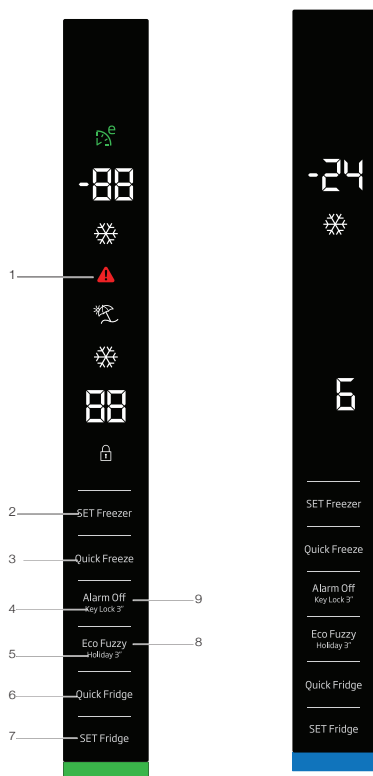 e
-88
1
88
2
SET Freezer
3
Quick Freeze
Alarm Off
9
4
Key Lock 3"
Eco Fuzzy
8
5
Holiday 3"
6
Quick Fridge
7
SET Fridge
-24
6
SET Freezer
Quick Freeze
Alarm Off
Key Lock 3"
Eco Fuzzy
Holiday 3"
Quick Fridge
SET Fridge